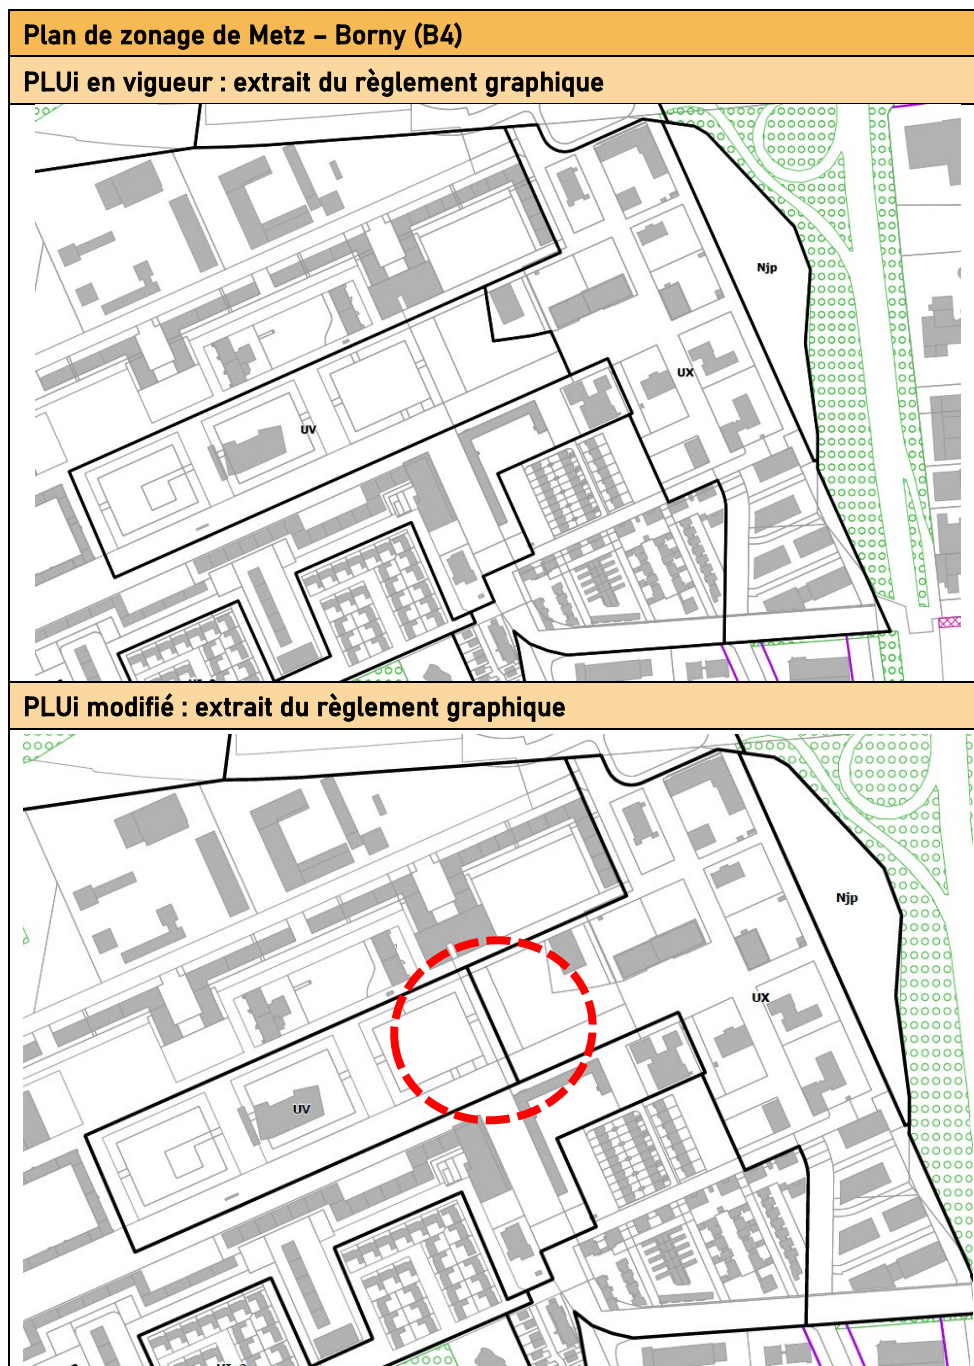 Plan de zonage de Metz – Borny (B4)
PLUi en vigueur : extrait du règlement graphique
Njp
UX
UV
PLUi modifié : extrait du règlement graphique
Njp
UX
UV